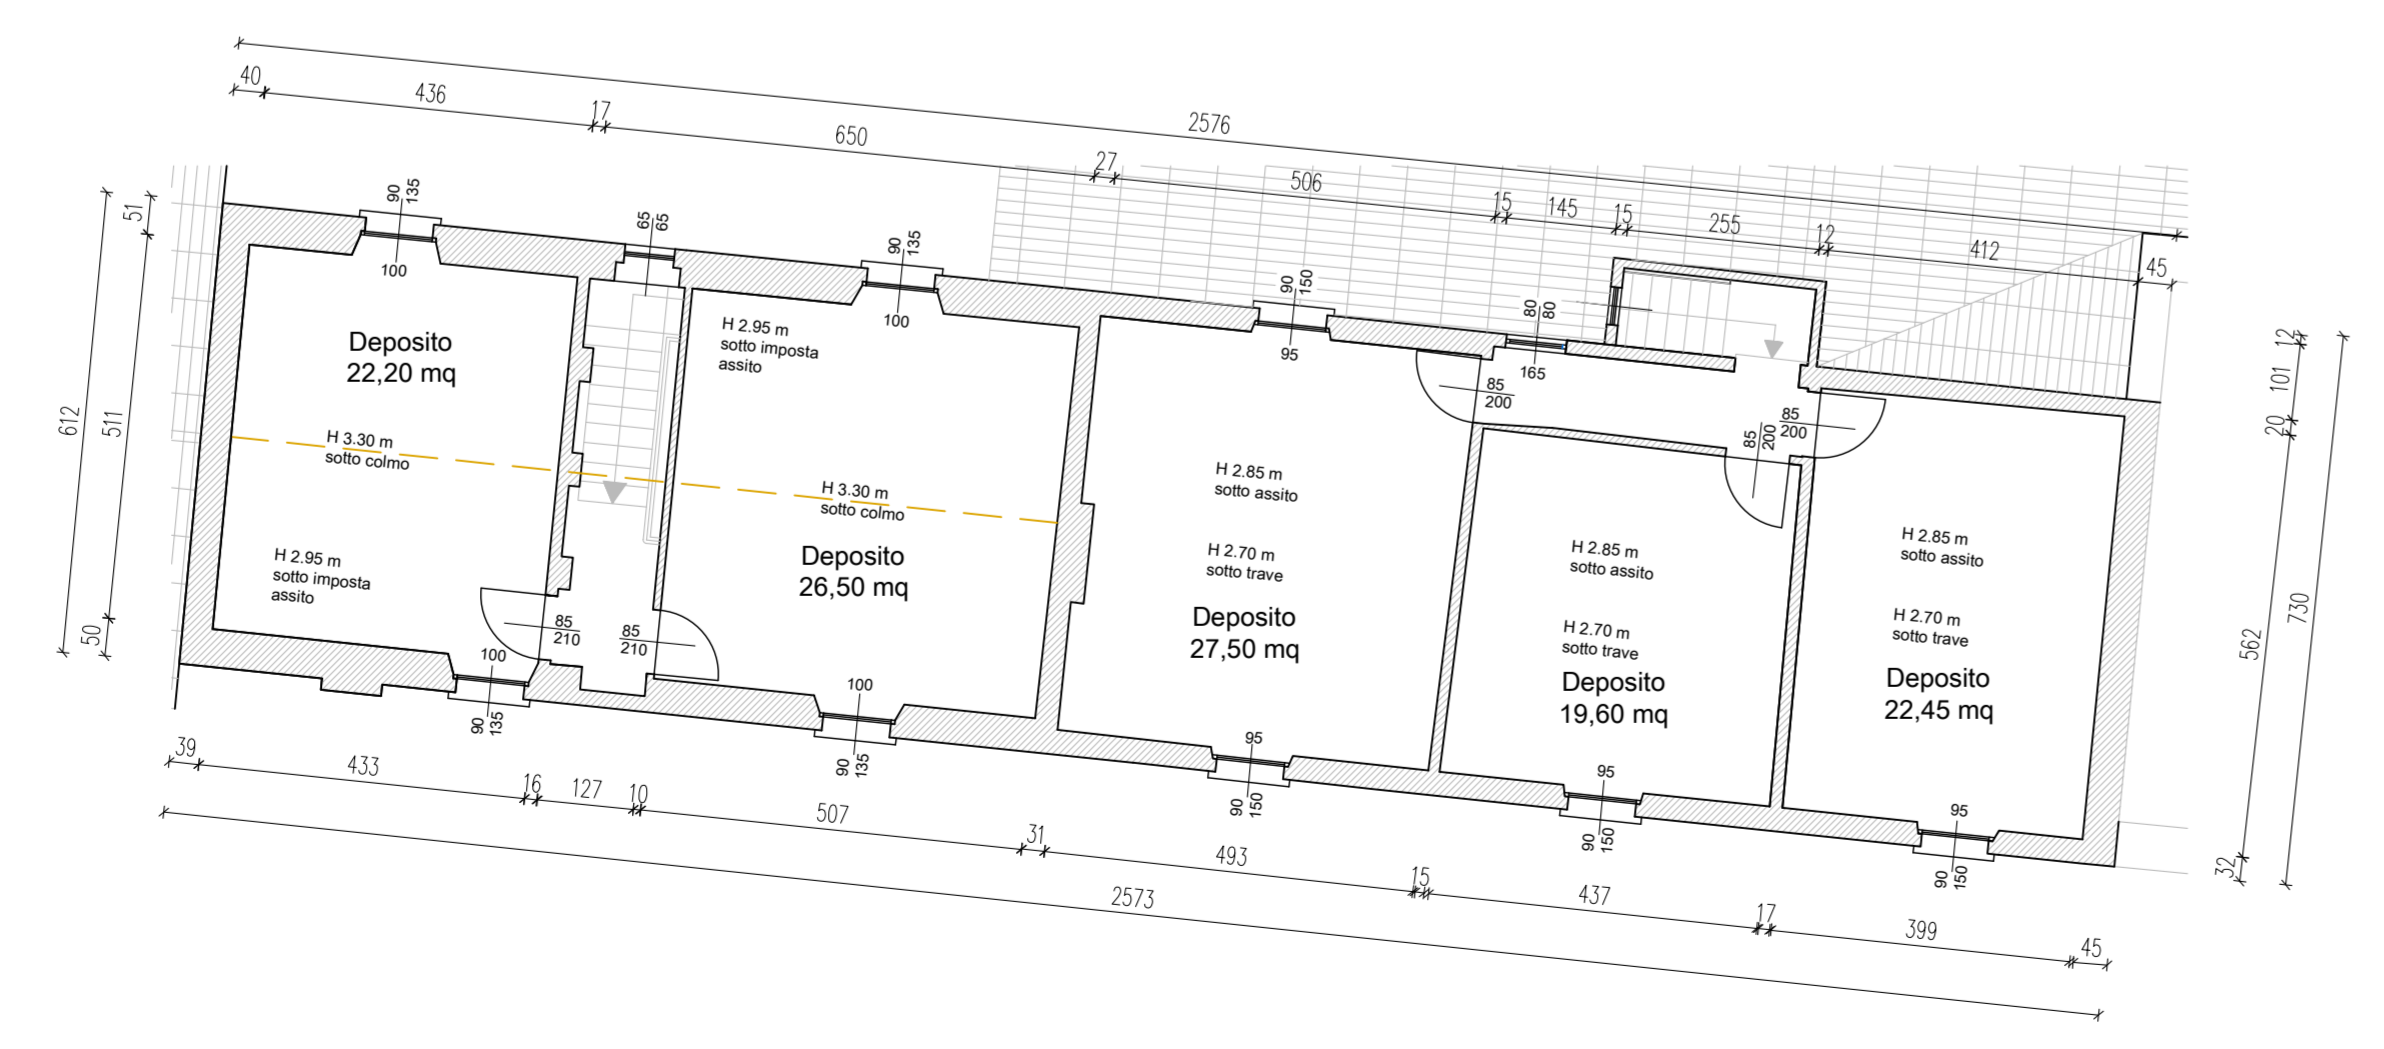 2576
40
436
17
650
27
506
15
145
15
255
12
412
45
51
511
50
612
90
135
100
65
65
90
135
100
90
150
95
80
80
165
Deposito
22,20 mq
H 3.30 m
sotto colmo
H 2.95 m
sotto imposta
assito
85
210
100
90
135
H 2.95 m
sotto imposta
assito
H 3.30 m
sotto colmo
Deposito
26,50 mq
85
210
100
90
135
H 2.85 m
sotto assito
H 2.70 m
sotto trave
Deposito
27,50 mq
85
200
95
90
150
H 2.85 m
sotto assito
H 2.70 m
sotto trave
Deposito
19,60 mq
85
200
95
90
150
85
200
H 2.85 m
sotto assito
H 2.70 m
sotto trave
Deposito
22,45 mq
95
90
150
12
101
20
562
32
730
39
433
16
127
10
507
31
493
15
437
17
399
45
2573